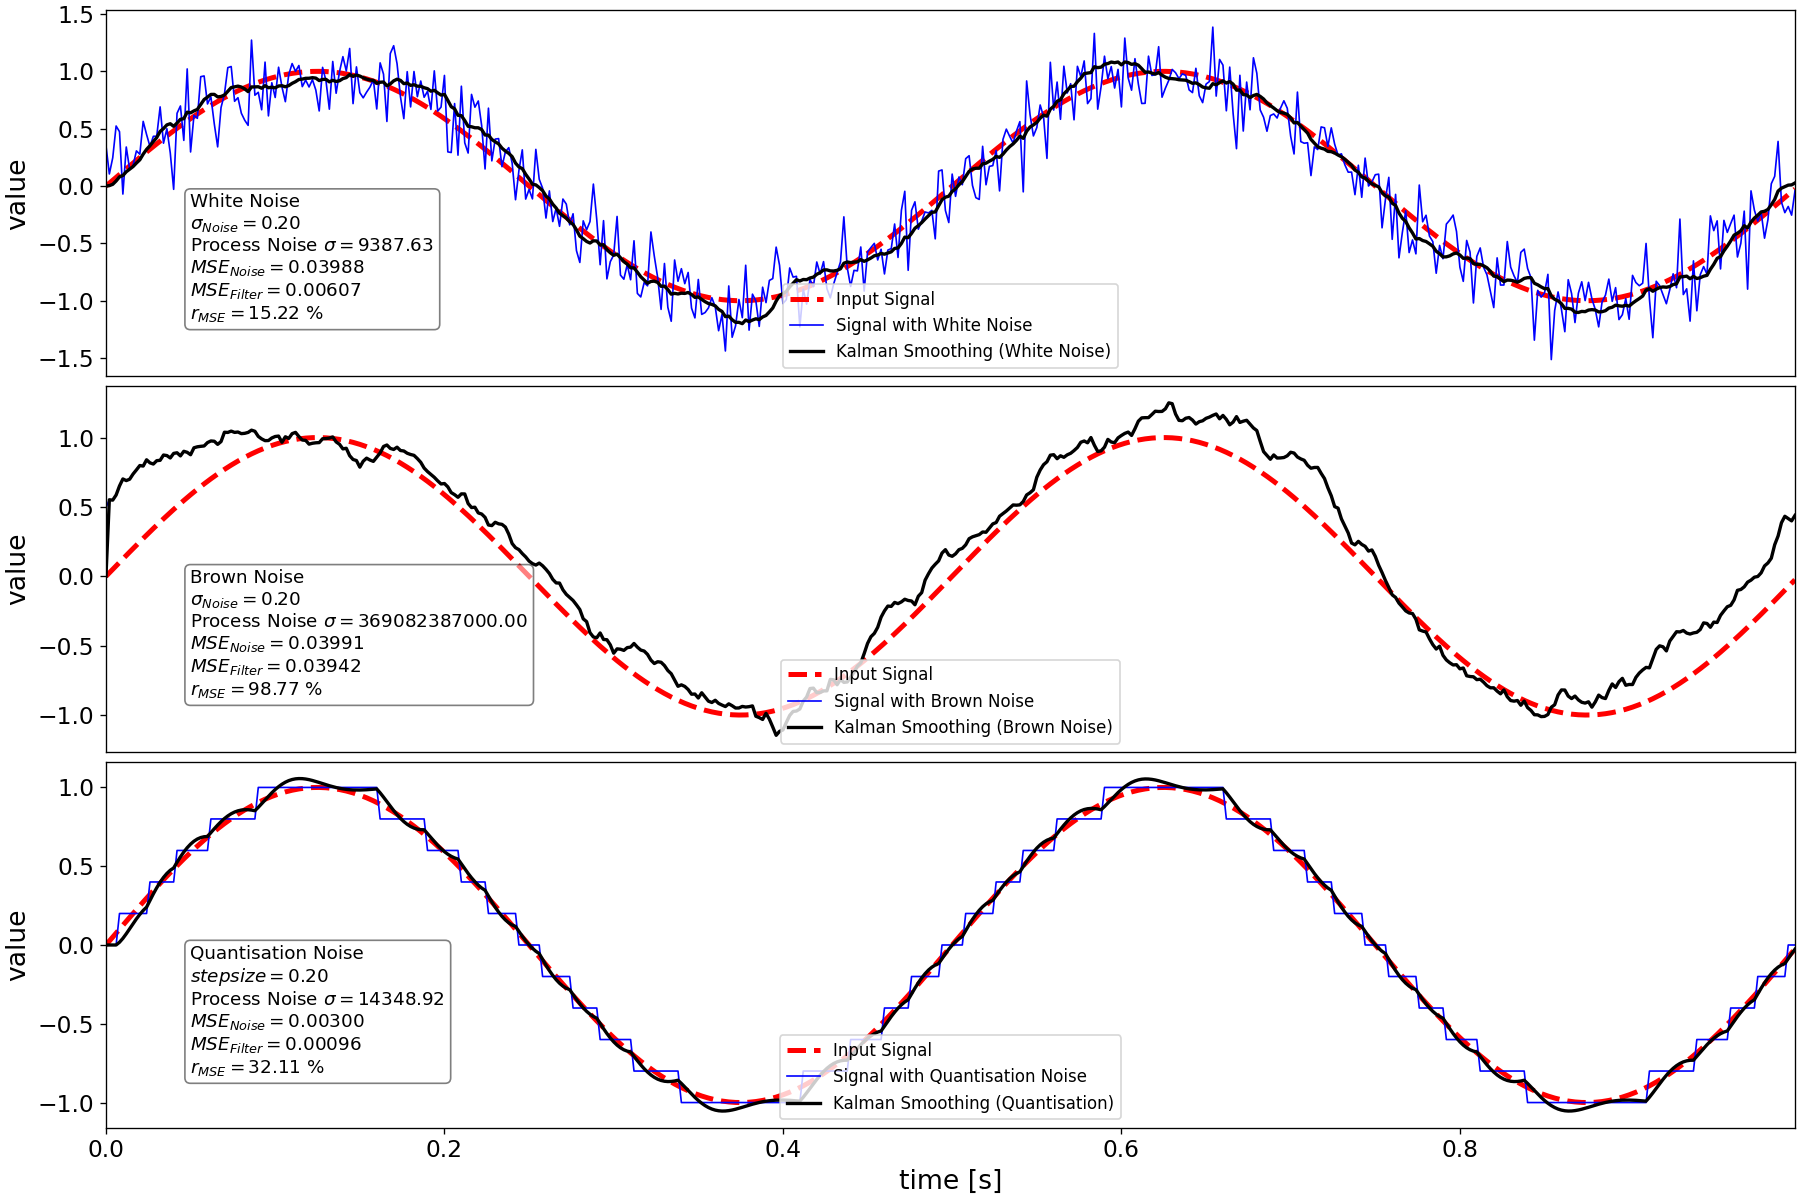 1.5
1.0
0.5
0.0
−0.5
−1.0
−1.5
value
White Noise
σNoise = 0.20
Process Noise σ = 9387.63
MSENoise = 0.03988
MSEFilter = 0.00607
rMSE = 15.22 %
Input Signal
Signal with White Noise
Kalman Smoothing (White Noise)
1.0
0.5
0.0
−0.5
−1.0
value
Brown Noise
σNoise = 0.20
Process Noise σ = 369082387000.00
MSENoise = 0.03991
MSEFilter = 0.03942
rMSE = 98.77 %
Input Signal
Signal with Brown Noise
Kalman Smoothing (Brown Noise)
1.0
0.5
0.0
−0.5
−1.0
value
Quantisation Noise
stepsize = 0.20
Process Noise σ = 14348.92
MSENoise = 0.00300
MSEFilter = 0.00096
rMSE = 32.11 %
Input Signal
Signal with Quantisation Noise
Kalman Smoothing (Quantisation)
0.0 0.2 0.4 0.6 0.8
time [s]